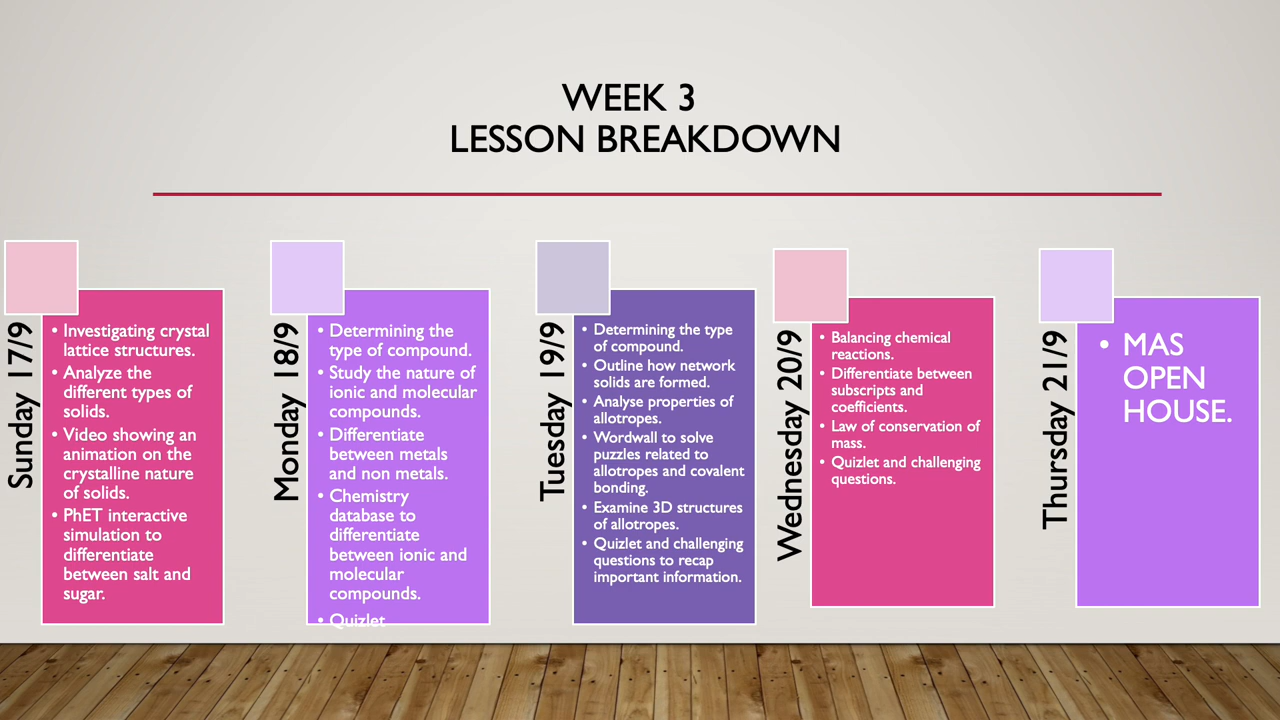 WEEK 3
LESSON BREAKDOWN
Sunday 17/9
• Investigating crystal
lattice structures.
• Analyze the
different types of
solids.
• Video showing an
animation on the
crystalline nature
of solids.
• PhET interactive
simulation to
differentiate
between salt and
sugar.
Monday 18/9
• Determining the
type of compound.
• Study the nature of
ionic and molecular
compounds.
• Differentiate
between metals
and non metals.
• Chemistry
database to
differentiate
between ionic and
molecular
compounds.
• Quizlet
Tuesday 19/9
• Determining the type
of compound.
• Outline how network
solids are formed.
• Analyse properties of
allotropes.
• Wordwall to solve
puzzles related to
allotropes and covalent
bonding.
• Examine 3D structures
of allotropes.
• Quizlet and challenging
questions to recap
important information.
Wednesday 20/9
• Balancing chemical
reactions.
• Differentiate between
subscripts and
coefficients.
• Law of conservation of
mass.
• Quizlet and challenging
questions.
Thursday 21/9
• MAS
OPEN
HOUSE.